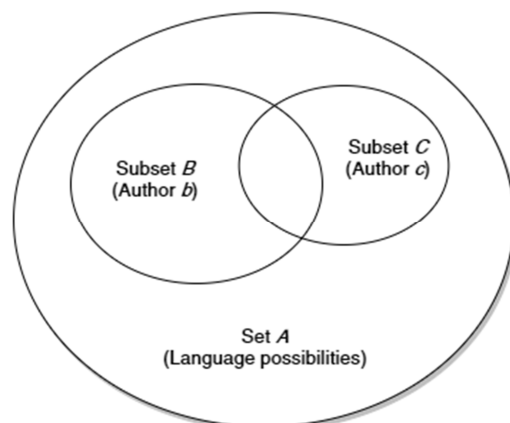 Subset B
(Author b)
Subset C
(Author c)
Set A
(Language possibilities)